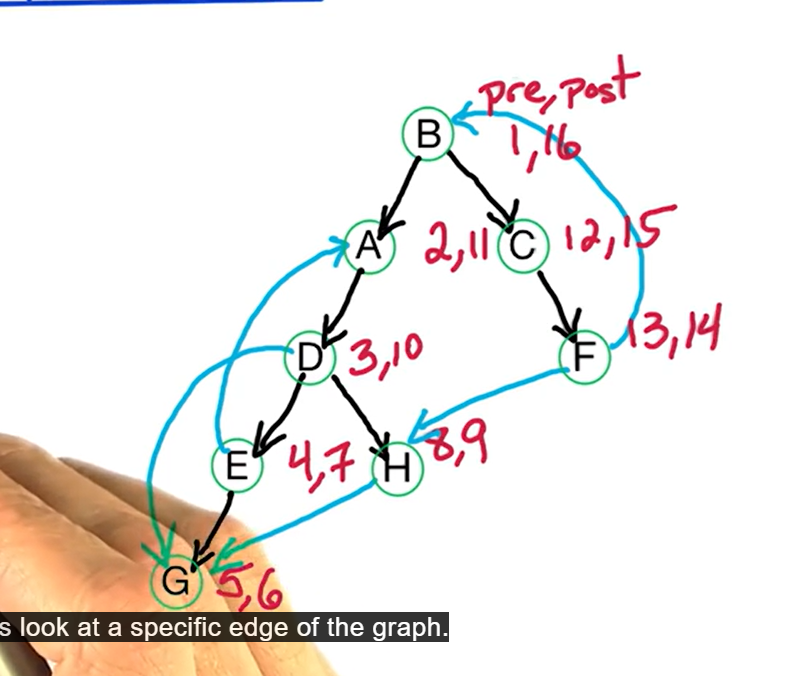 pre, post
B
1, 16
A
2, 11
C
12, 15
D
3, 10
F
13, 14
E
4, 7
H
8, 9
G
5, 6
s look at a specific edge of the graph.